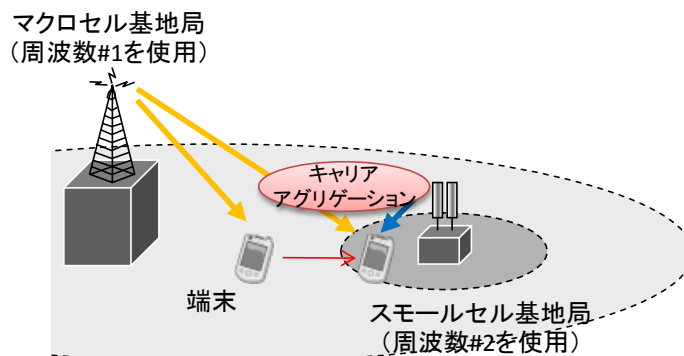 マクロセル基地局
（周波数#1を使用）
キャリア
アグリゲーション
端末
スモールセル基地局
（周波数#2を使用）